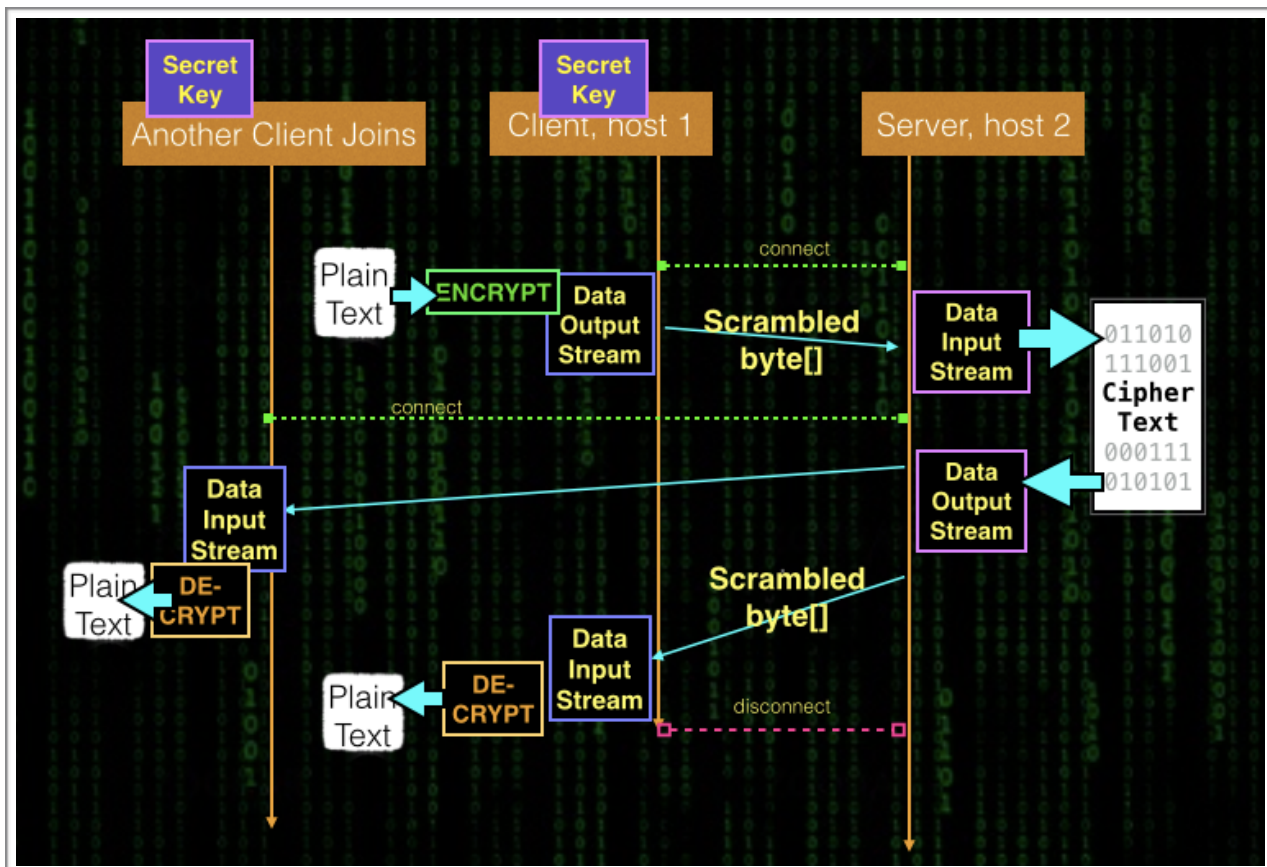 Secret
Key
Another Client Joins
Secret
Key
Client, host 1
Server, host 2
connect
Plain
Text
ENCRYPT
Data
Output
Stream
Scrambled
byte[]
Data
Input
Stream
011010
111001
Cipher
Text
000111
010101
connect
Data
Input
Stream
Data
Output
Stream
Plain
Text
DE-
CRYPT
Scrambled
byte[]
Data
Input
Stream
Plain
Text
DE-
CRYPT
disconnect